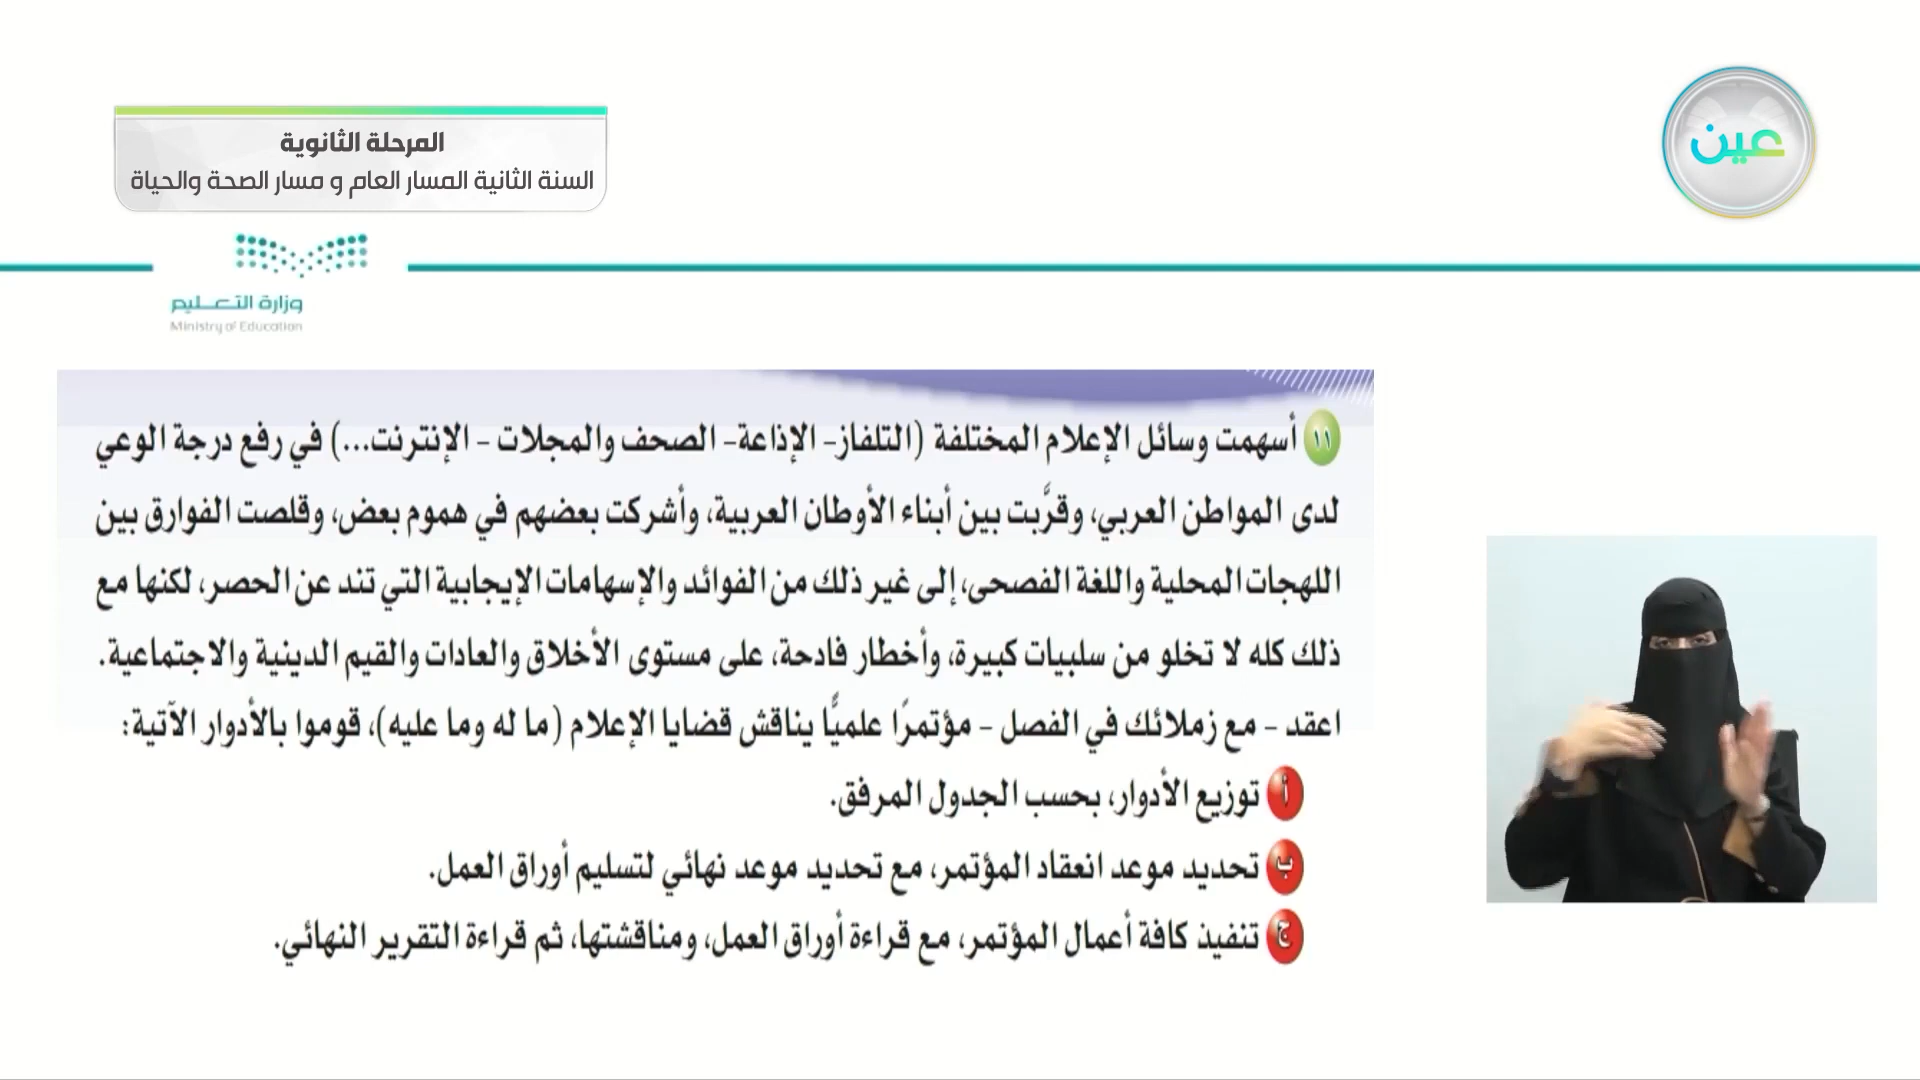 المرحلة الثانوية
السنة الثانية المسار العام و مسار الصحة والحياة
عين
وزارة التعليم
Ministry of Education
١١ أسهمت وسائل الإعلام المختلفة (التلفاز- الإذاعة- الصحف والمجلات - الإنترنت...) في رفع درجة الوعي
لدى المواطن العربي، وقرَّبت بين أبناء الأوطان العربية، وأشركت بعضهم في هموم بعض، وقلصت الفوارق بين
اللهجات المحلية واللغة الفصحى، إلى غير ذلك من الفوائد والإسهامات الإيجابية التي تند عن الحصر، لكنها مع
ذلك كله لا تخلو من سلبيات كبيرة، وأخطار فادحة، على مستوى الأخلاق والعادات والقيم الدينية والاجتماعية.
اعقد - مع زملائك في الفصل - مؤتمرًا علميًّا يناقش قضايا الإعلام (ما له وما عليه)، قوموا بالأدوار الآتية:
أ توزيع الأدوار، بحسب الجدول المرفق.
ب تحديد موعد انعقاد المؤتمر، مع تحديد موعد نهائي لتسليم أوراق العمل.
ج تنفيذ كافة أعمال المؤتمر، مع قراءة أوراق العمل، ومناقشتها، ثم قراءة التقرير النهائي.